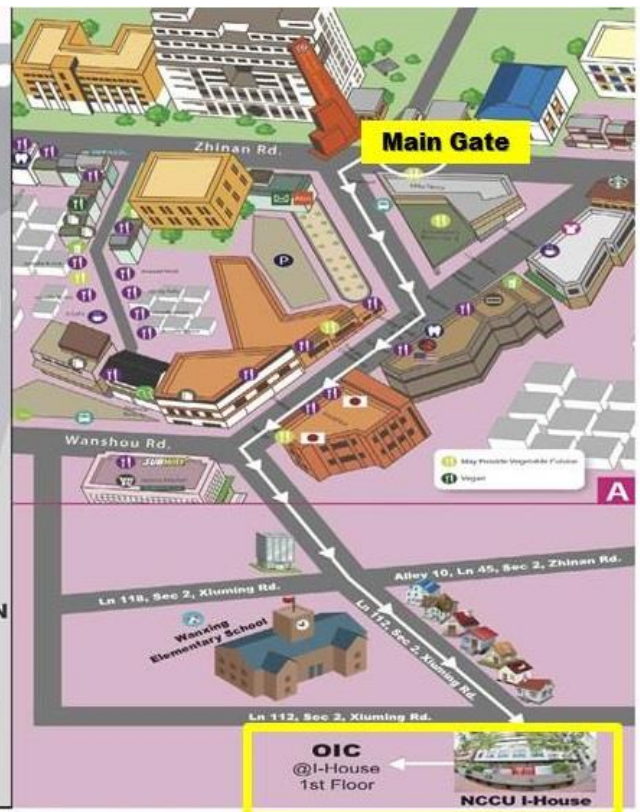 Zhinan Rd.
Main Gate
P
Wanshou Rd.
SUBWAY
May Provide Vegetable Cuisine
Vegan
A
Alley 10, Ln 45, Sec 2, Zhinan Rd.
Ln 118, Sec 2, Xiuming Rd.
Wanxing
Elementary School
Ln 112, Sec 2, Xiuming Rd.
N
Ln 112, Sec 2, Xiuming Rd.
OIC
@I-House
1st Floor
NCCU I-House